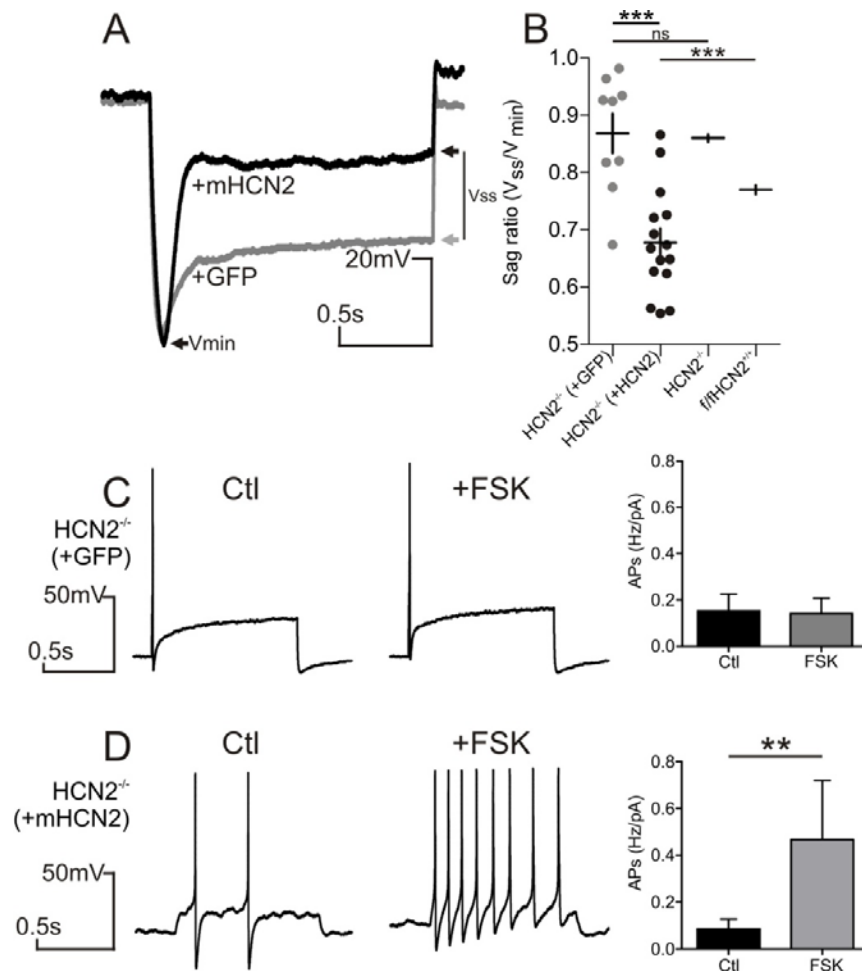 A
+mHCN2
+GFP
Vmin
Vss
20mV
0.5s
B
***
ns
***
Sag ratio (Vss/Vmin)
1.0
0.9
0.8
0.7
0.6
0.5
HCN2-/- (+GFP)
HCN2-/- (+HCN2)
HCN2-/-
f/fHCN2+/+
C
Ctl
+FSK
HCN2-/-
(+GFP)
50mV
0.5s
APs (Hz/pA)
0.8
0.6
0.4
0.2
0.0
Ctl
FSK
D
Ctl
+FSK
HCN2-/-
(+mHCN2)
50mV
0.5s
**
APs (Hz/pA)
0.8
0.6
0.4
0.2
0.0
Ctl
FSK